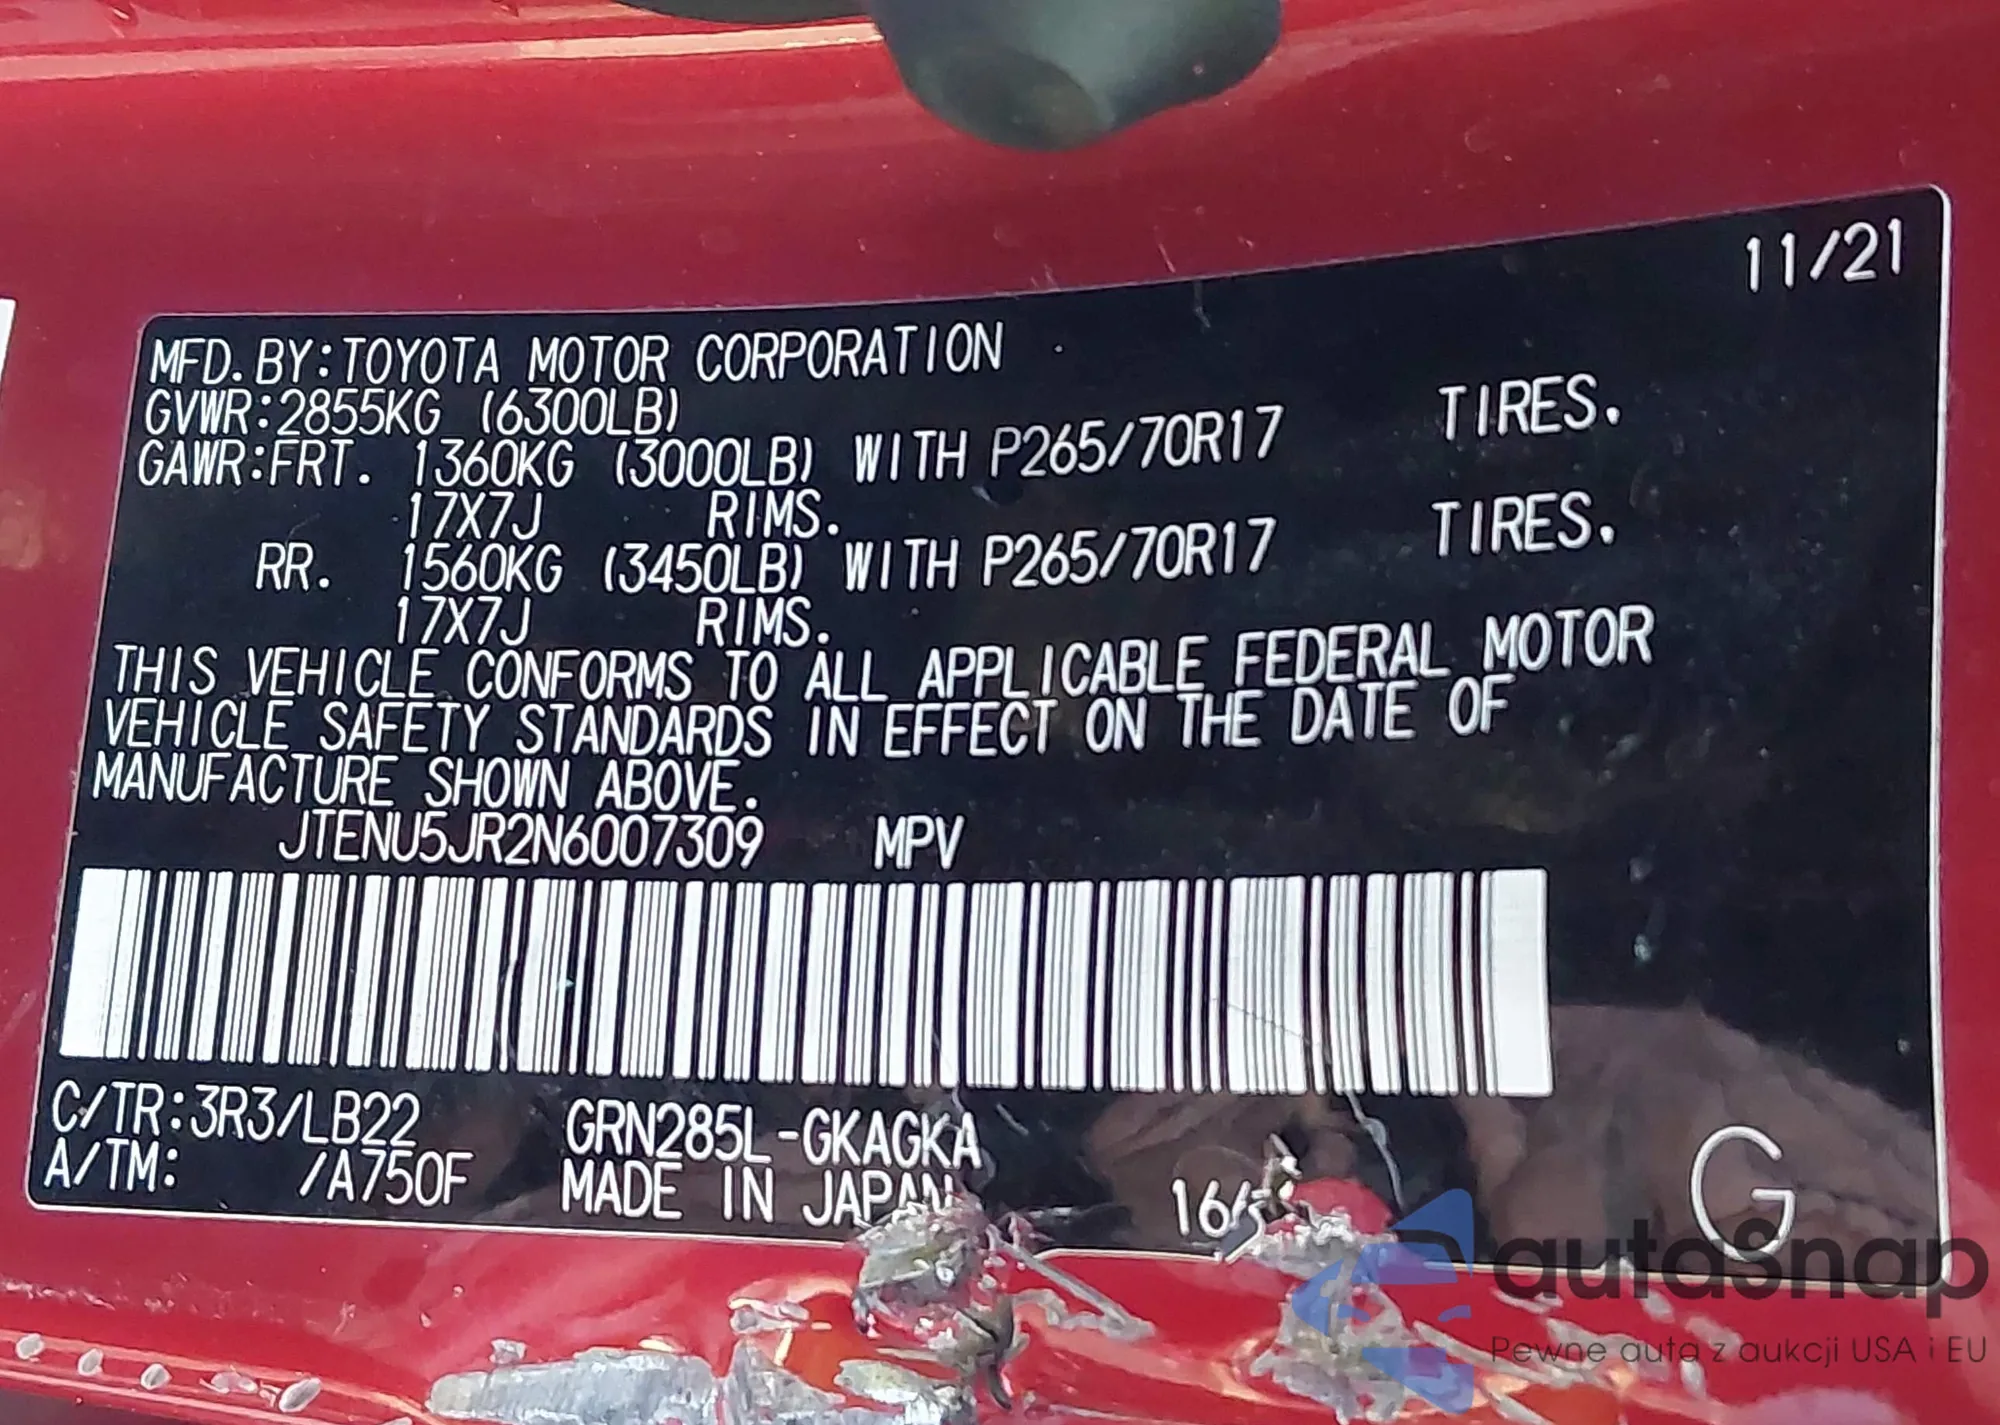 11/21
MFD.BY:TOYOTA MOTOR CORPORATION
GVWR:2855KG (6300LB)
GAWR:FRT. 1360KG (3000LB) WITH P265/70R17 TIRES.
17X7J RIMS.
RR. 1560KG (3450LB) WITH P265/70R17 TIRES.
17X7J RIMS.
THIS VEHICLE CONFORMS TO ALL APPLICABLE FEDERAL MOTOR
VEHICLE SAFETY STANDARDS IN EFFECT ON THE DATE OF
MANUFACTURE SHOWN ABOVE.
JTENU5JR2N6007309 MPV
C/TR:3R3/LB22 GRN285L-GKAGKA
A/TM: /A750F MADE IN JAPAN
G
autoSnap
Pewne auta z aukcji USA i EU